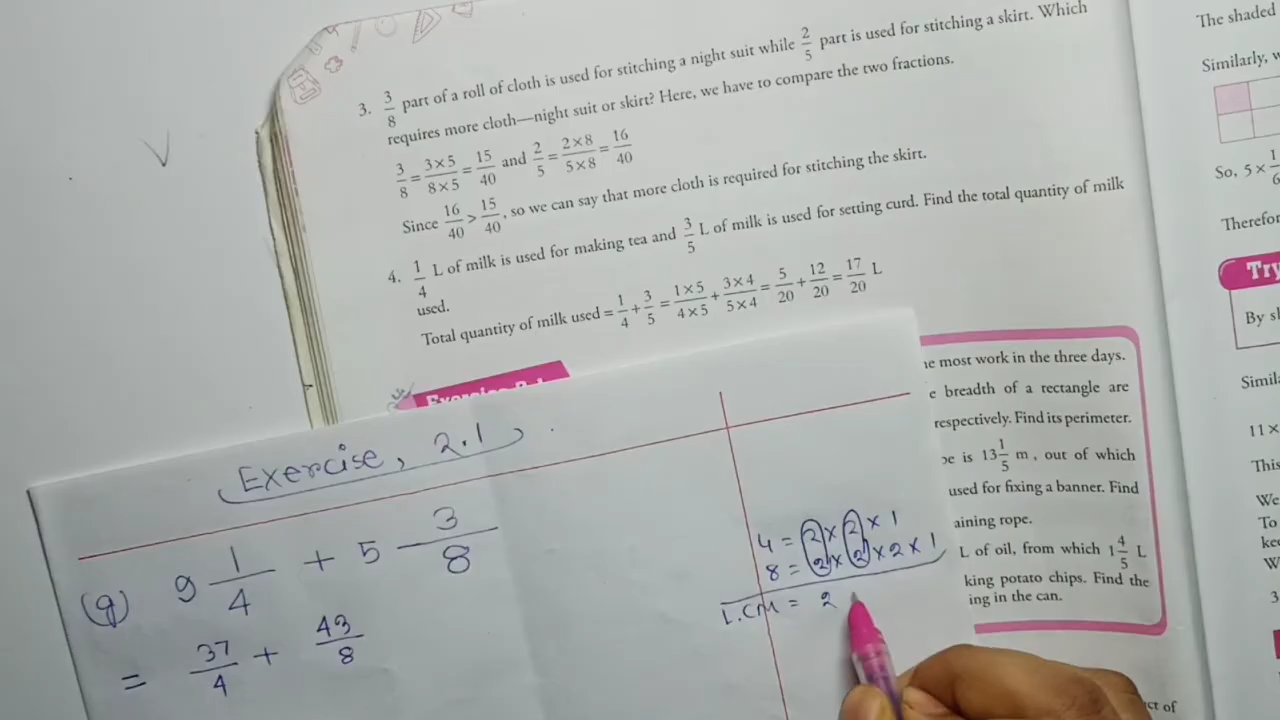 3. 3/8 part of a roll of cloth is used for stitching a night suit while 2/5 part is used for stitching a skirt. Which
requires more cloth—night suit or skirt? Here, we have to compare the two fractions.
3/8 = 3×5/8×5 = 15/40 and 2/5 = 2×8/5×8 = 16/40
Since 16/40 > 15/40, so we can say that more cloth is required for stitching the skirt.
4. 1/4 L of milk is used for making tea and 3/5 L of milk is used for setting curd. Find the total quantity of milk
used.
Total quantity of milk used = 1/4 + 3/5 = 1×5/4×5 + 3×4/5×4 = 5/20 + 12/20 = 17/20 L
most work in the three days.
breadth of a rectangle are
respectively. Find its perimeter.
is 13 1/5 m, out of which
used for fixing a banner. Find
rope.
L of oil, from which 1 4/5 L
king potato chips. Find the
in the can.
Exercise, 2.1
(g) 9 1/4 + 5 3/8
= 37/4 + 43/8
4 = 2×2×1
8 = 2×2×2×1
L.CM = 2
The shaded
Similarly,
So, 5×
Try
By
11×
We
To
3